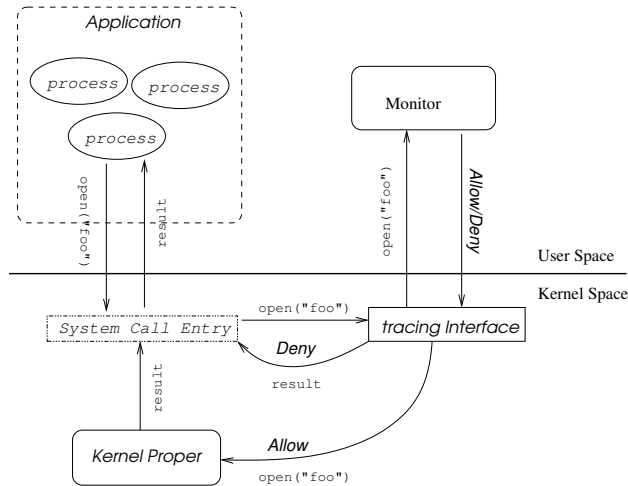 Application
process
process
process
Monitor
open("foo")
result
open("foo")
Allow/Deny
User Space
Kernel Space
System Call Entry
open("foo")
tracing Interface
Deny
result
result
Kernel Proper
Allow
open("foo")